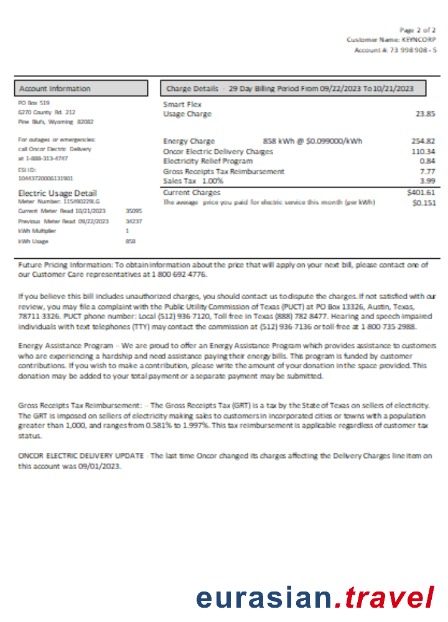 Page 2 of 2
Customer Name: KEYNCORP
Account #: 73 998 908 - 5
Account Information
Charge Details - 29 Day Billing Period From 09/22/2023 To 10/21/2023
PO Box 519
6270 County Rd. 212
Pine Bluffs, Wyoming 82082
Smart Flex
Usage Charge 23.85
For outages or emergencies:
call Oncor Electric Delivery
at 1-888-313-4747
ESI ID:
10443720006131901
Energy Charge 858 kWh @ $0.099000/kWh 254.82
Oncor Electric Delivery Charges 110.34
Electricity Relief Program 0.84
Gross Receipts Tax Reimbursement 7.77
Sales Tax 1.00% 3.99
Electric Usage Detail
Meter Number: 115490229LG
Current Meter Read 10/21/2023 35095
Previous Meter Read 09/22/2023 34237
kWh Multiplier 1
kWh Usage 858
Current Charges $401.61
The average price you paid for electric service this month (per kWh) $0.151
Future Pricing Information: To obtain information about the price that will apply on your next bill, please contact one of
our Customer Care representatives at 1 800 692 4776.
If you believe this bill includes unauthorized charges, you should contact us to dispute the charges. If not satisfied with our
review, you may file a complaint with the Public Utility Commission of Texas (PUCT) at PO Box 13326, Austin, Texas,
78711 3326. PUCT phone Number: Local (512) 936 7120, Toll free in Texas (888) 782 8477. Hearing and speech impaired
individuals with text telephones (TTY) may contact the commission at (512) 936 7136 or toll free at 1 800 735 2988.
Energy Assistance Program -- We are proud to offer an Energy Assistance Program which provides assistance to customers
who are experiencing a hardship and need assistance paying their energy bills. This program is funded by customer
contributions. If you wish to make a contribution, please write the amount of your donation in the space provided. This
donation may be added to your total payment or a separate payment may be submitted.
Gross Receipts Tax Reimbursement: -- The Gross Receipts Tax (GRT) is a tax by the State of Texas on sellers of electricity.
The GRT is imposed on sellers of electricity making sales to customers in incorporated cities or towns with a population
greater than 1,000, and ranges from 0.581% to 1.997%. This tax reimbursement is applicable regardless of customer tax
status.
ONCOR ELECTRIC DELIVERY UPDATE - The last time Oncor changed its charges affecting the Delivery Charges line item on
this account was 09/01/2023.
eurasian.travel